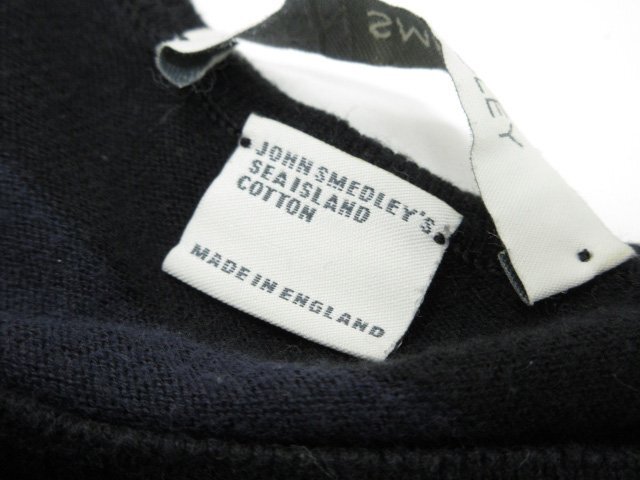 JOHN SMEDLEY'S
SEA ISLAND
COTTON
MADE IN ENGLAND